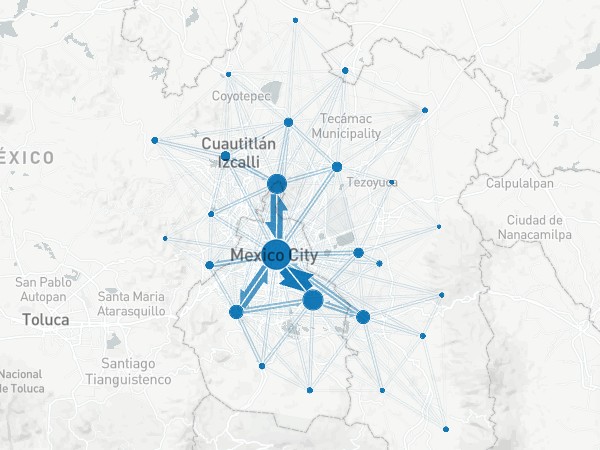 Coyotepec
Tecámac
Municipality
Cuautitlán
Izcalli
ÉXICO
Tezoyuca
Calpulalpan
Ciudad de
Nanacamilpa
Mexico City
San Pablo
Autopan
Santa Maria
Atarasquillo
Toluca
Santiago
Tianguistenco
Nacional
de Toluca